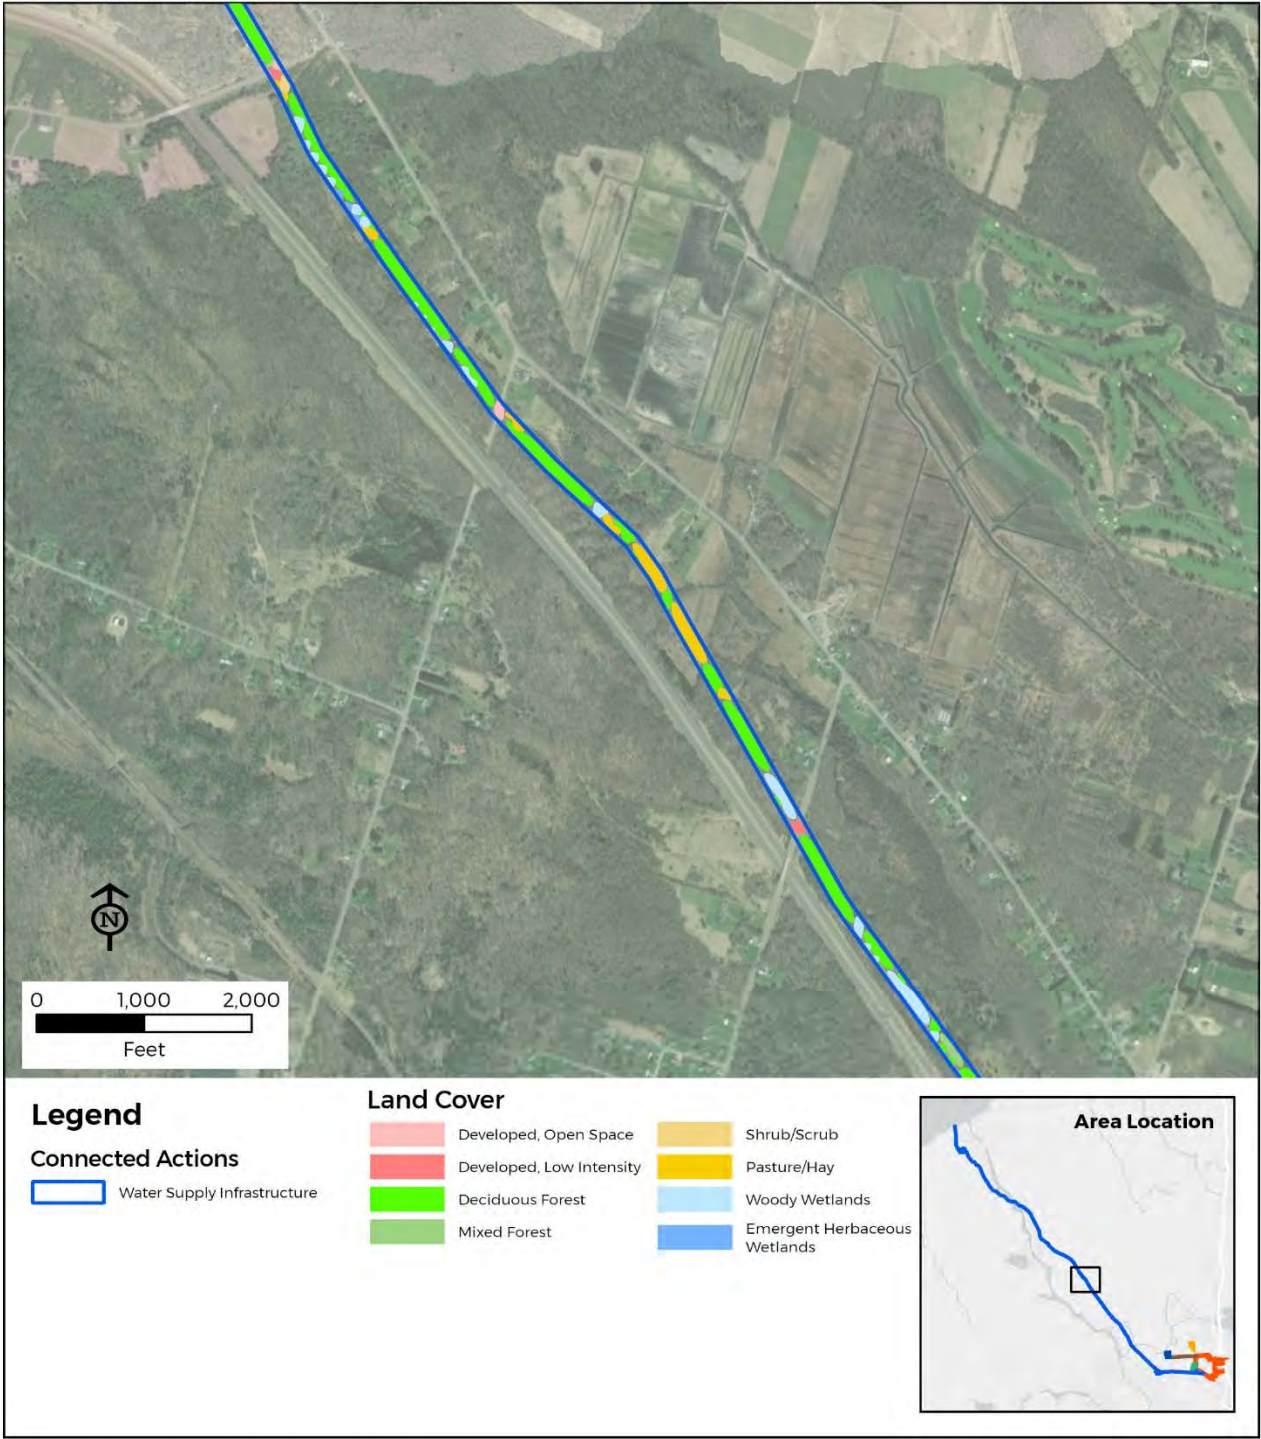 N
0 1,000 2,000
Feet
Legend
Connected Actions
Water Supply Infrastructure
Land Cover
Developed, Open Space
Developed, Low Intensity
Deciduous Forest
Mixed Forest
Shrub/Scrub
Pasture/Hay
Woody Wetlands
Emergent Herbaceous
Wetlands
Area Location